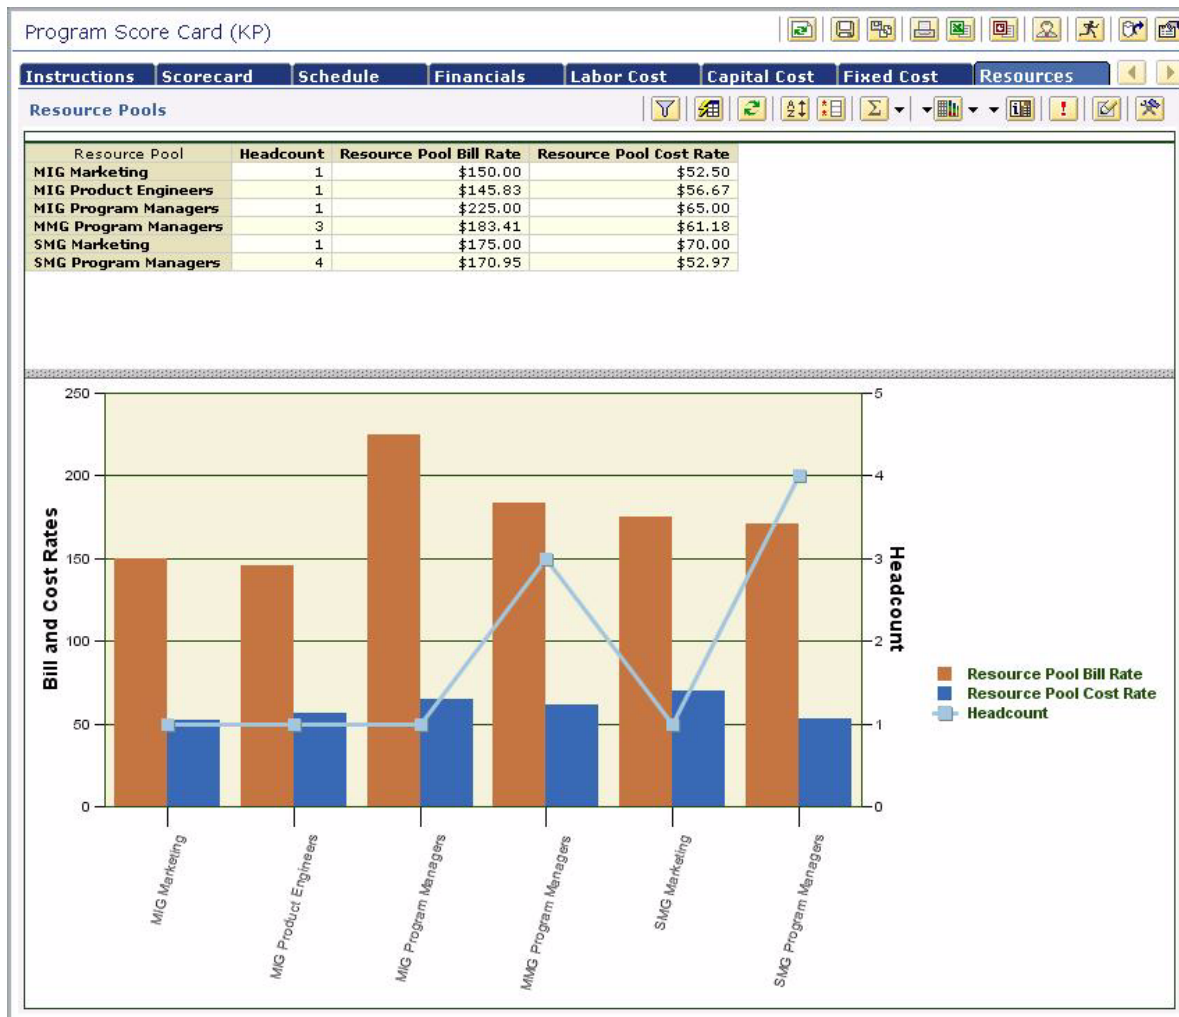 Program Score Card (KP)
Instructions Scorecard Schedule Financials Labor Cost Capital Cost Fixed Cost Resources
Resource Pools
Resource Pool Headcount Resource Pool Bill Rate Resource Pool Cost Rate
MIG Marketing 1 $150.00 $52.50
MIG Product Engineers 1 $145.83 $56.67
MIG Program Managers 1 $225.00 $65.00
MMG Program Managers 3 $183.41 $61.18
SMG Marketing 1 $175.00 $70.00
SMG Program Managers 4 $170.95 $52.97
250
200
150
100
50
0
Bill and Cost Rates
5
4
3
2
1
0
Headcount
MIG Marketing
MIG Product Engineers
MIG Program Managers
MMG Program Managers
SMG Marketing
SMG Program Managers
Resource Pool Bill Rate
Resource Pool Cost Rate
Headcount